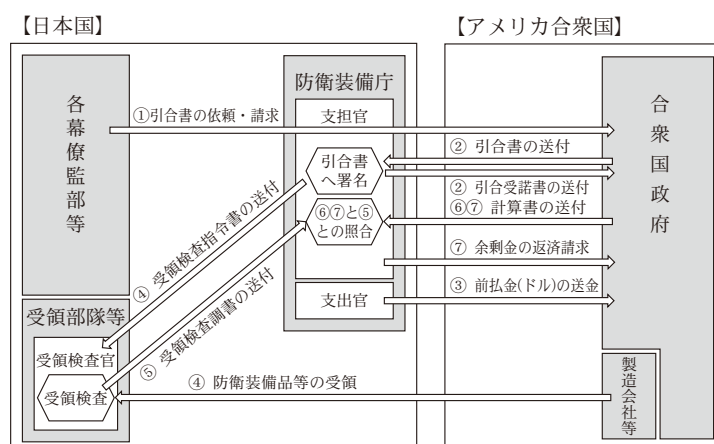 【日本国】
【アメリカ合衆国】
各幕僚監部等
防衛装備庁
支担官
合衆国政府
①引合書の依頼・請求
② 引合書の送付
引合書
へ署名
② 引合受諾書の送付
⑥⑦ 計算書の送付
⑥⑦と⑤
との照合
④ 受領検査指令書の送付
⑦ 余剰金の返済請求
支出官
③ 前払金(ドル)の送金
⑤ 受領検査調書の送付
受領部隊等
受領検査官
受領検査
④ 防衛装備品等の受領
製造会社等